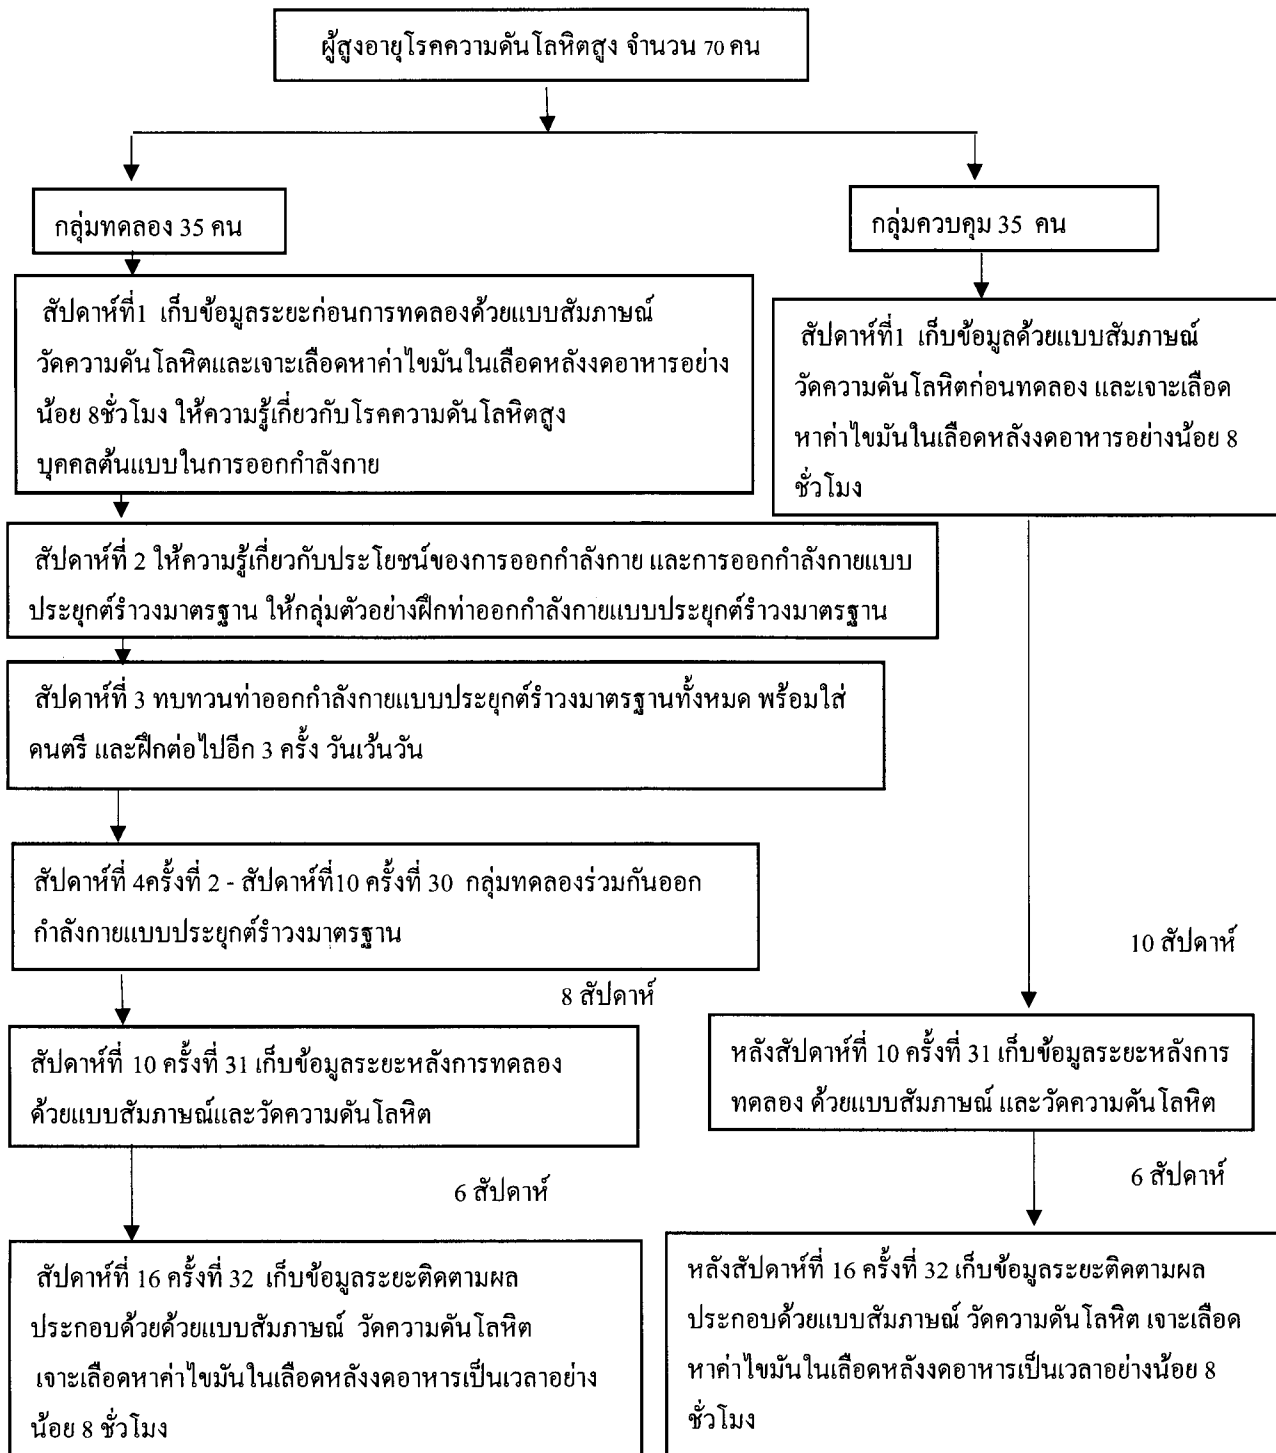 ผู้สูงอายุโรคความดันโลหิตสูง จำนวน 70 คน
กลุ่มทดลอง 35 คน
กลุ่มควบคุม 35 คน
สัปดาห์ที่1 เก็บข้อมูลระยะก่อนการทดลองด้วยแบบสัมภาษณ์
วัดความดันโลหิตและเจาะเลือดหาค่าไขมันในเลือดหลังงดอาหารอย่าง
น้อย 8ชั่วโมง ให้ความรู้เกี่ยวกับโรคความดันโลหิตสูง
บุคคลต้นแบบในการออกกำลังกาย
สัปดาห์ที่1 เก็บข้อมูลด้วยแบบสัมภาษณ์
วัดความดันโลหิตก่อนทดลอง และเจาะเลือด
หาค่าไขมันในเลือดหลังงดอาหารอย่างน้อย 8
ชั่วโมง
สัปดาห์ที่ 2 ให้ความรู้เกี่ยวกับประโยชน์ของการออกกำลังกาย และการออกกำลังกายแบบ
ประยุกต์รำวงมาตรฐาน ให้กลุ่มตัวอย่างฝึกท่าออกกำลังกายแบบประยุกต์รำวงมาตรฐาน
สัปดาห์ที่ 3 ทบทวนท่าออกกำลังกายแบบประยุกต์รำวงมาตรฐานทั้งหมด พร้อมใส่
ดนตรี และฝึกต่อไปอีก 3 ครั้ง วันเว้นวัน
สัปดาห์ที่ 4ครั้งที่ 2 - สัปดาห์ที่10 ครั้งที่ 30 กลุ่มทดลองร่วมกันออก
กำลังกายแบบประยุกต์รำวงมาตรฐาน
10 สัปดาห์
8 สัปดาห์
สัปดาห์ที่ 10 ครั้งที่ 31 เก็บข้อมูลระยะหลังการทดลอง
ด้วยแบบสัมภาษณ์และวัดความดันโลหิต
หลังสัปดาห์ที่ 10 ครั้งที่ 31 เก็บข้อมูลระยะหลังการ
ทดลอง ด้วยแบบสัมภาษณ์ และวัดความดันโลหิต
6 สัปดาห์
6 สัปดาห์
สัปดาห์ที่ 16 ครั้งที่ 32 เก็บข้อมูลระยะติดตามผล
ประกอบด้วยด้วยแบบสัมภาษณ์ วัดความดันโลหิต
เจาะเลือดหาค่าไขมันในเลือดหลังงดอาหารเป็นเวลาอย่าง
น้อย 8 ชั่วโมง
หลังสัปดาห์ที่ 16 ครั้งที่ 32 เก็บข้อมูลระยะติดตามผล
ประกอบด้วยแบบสัมภาษณ์ วัดความดันโลหิต เจาะเลือด
หาค่าไขมันในเลือดหลังงดอาหารเป็นเวลาอย่างน้อย 8
ชั่วโมง